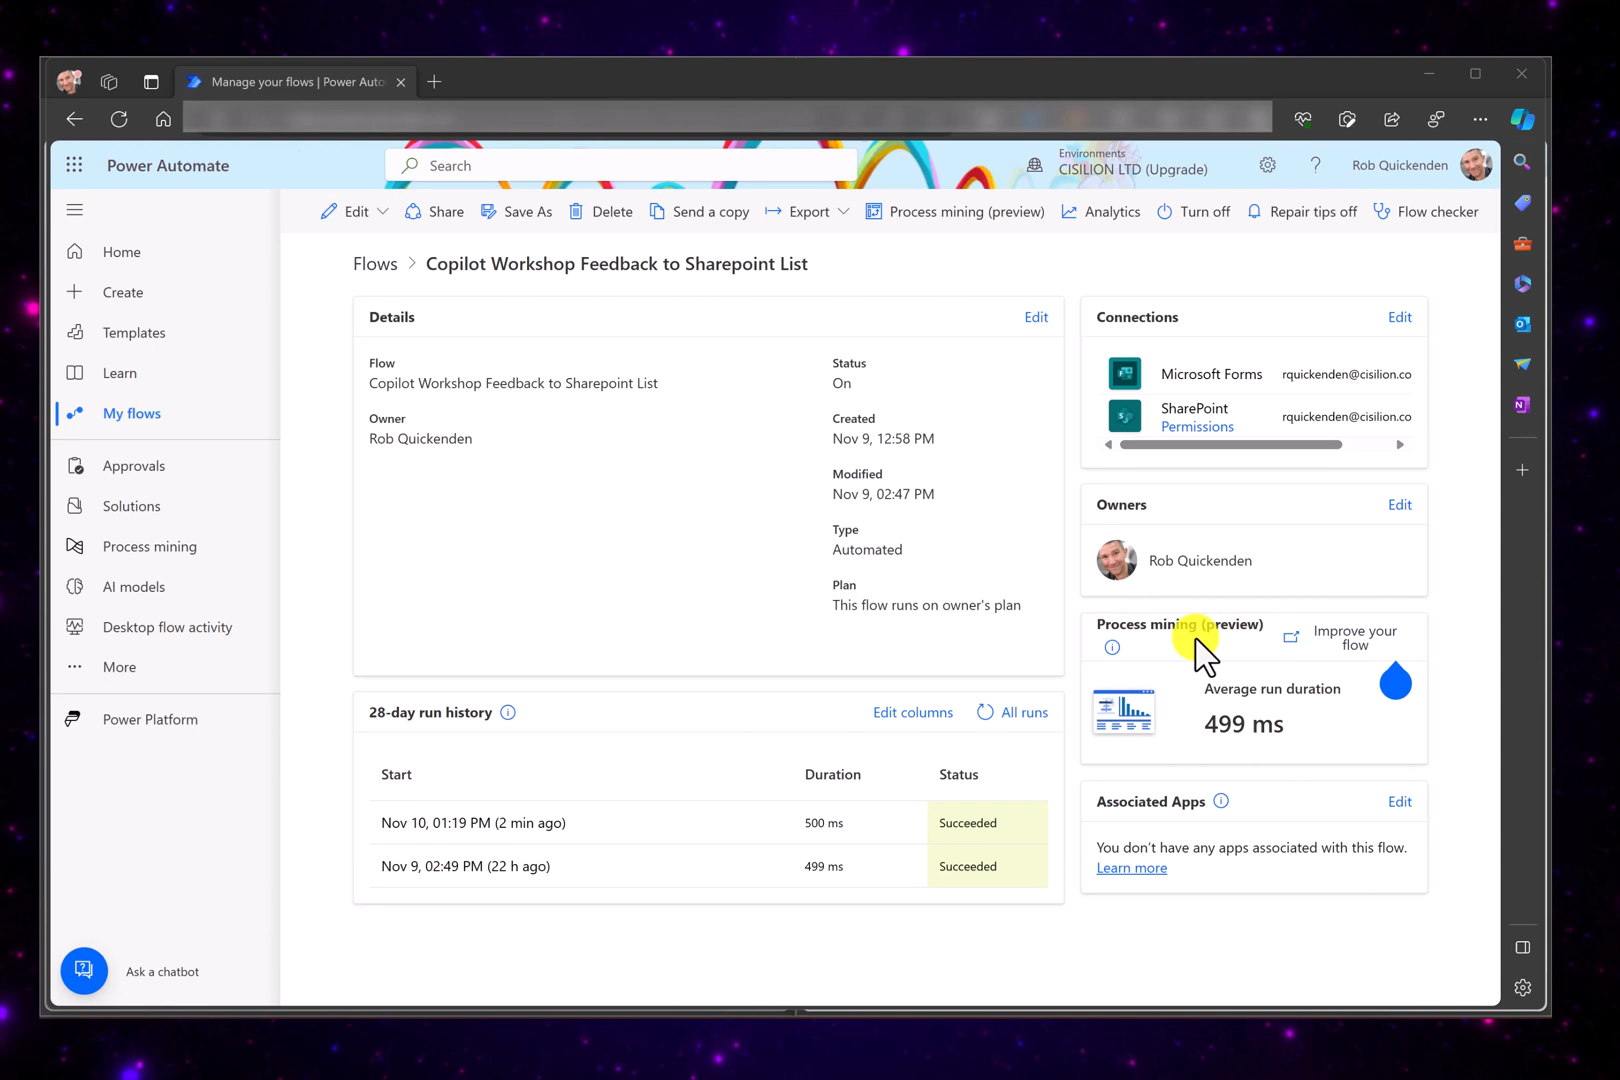 Manage your flows | Power Auto
Power Automate
Search
Environments
CISILION LTD (Upgrade)
?
Rob Quickenden
Edit
Share
Save As
Delete
Send a copy
Export
Process mining (preview)
Analytics
Turn off
Repair tips off
Flow checker
Home
Create
Templates
Learn
My flows
Approvals
Solutions
Process mining
AI models
Desktop flow activity
More
Power Platform
Ask a chatbot
Flows > Copilot Workshop Feedback to Sharepoint List
Details
Edit
Flow
Copilot Workshop Feedback to Sharepoint List
Owner
Rob Quickenden
Status
On
Created
Nov 9, 12:58 PM
Modified
Nov 9, 02:47 PM
Type
Automated
Plan
This flow runs on owner's plan
28-day run history
Edit columns
All runs
Start Duration Status
Nov 10, 01:19 PM (2 min ago) 500 ms Succeeded
Nov 9, 02:49 PM (22 h ago) 499 ms Succeeded
Connections
Edit
Microsoft Forms rquickenden@cisilion.co
SharePoint rquickenden@cisilion.co
Permissions
Owners
Edit
Rob Quickenden
Process mining (preview)
Improve your
flow
Average run duration
499 ms
Associated Apps
Edit
You don't have any apps associated with this flow.
Learn more